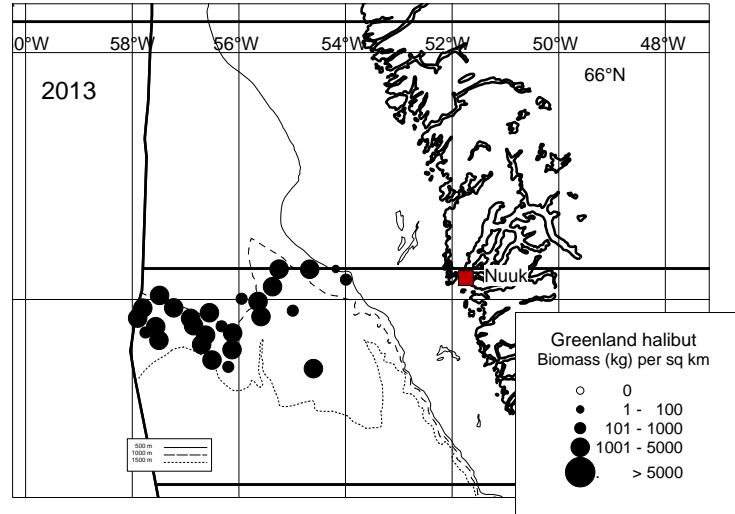 0°W 58°W 56°W 54°W 52°W 50°W 48°W
66°N
2013
Nuuk
Greenland halibut
Biomass (kg) per sq km
0
1 - 100
101 - 1000
1001 - 5000
. > 5000
500 m
1000 m
1500 m